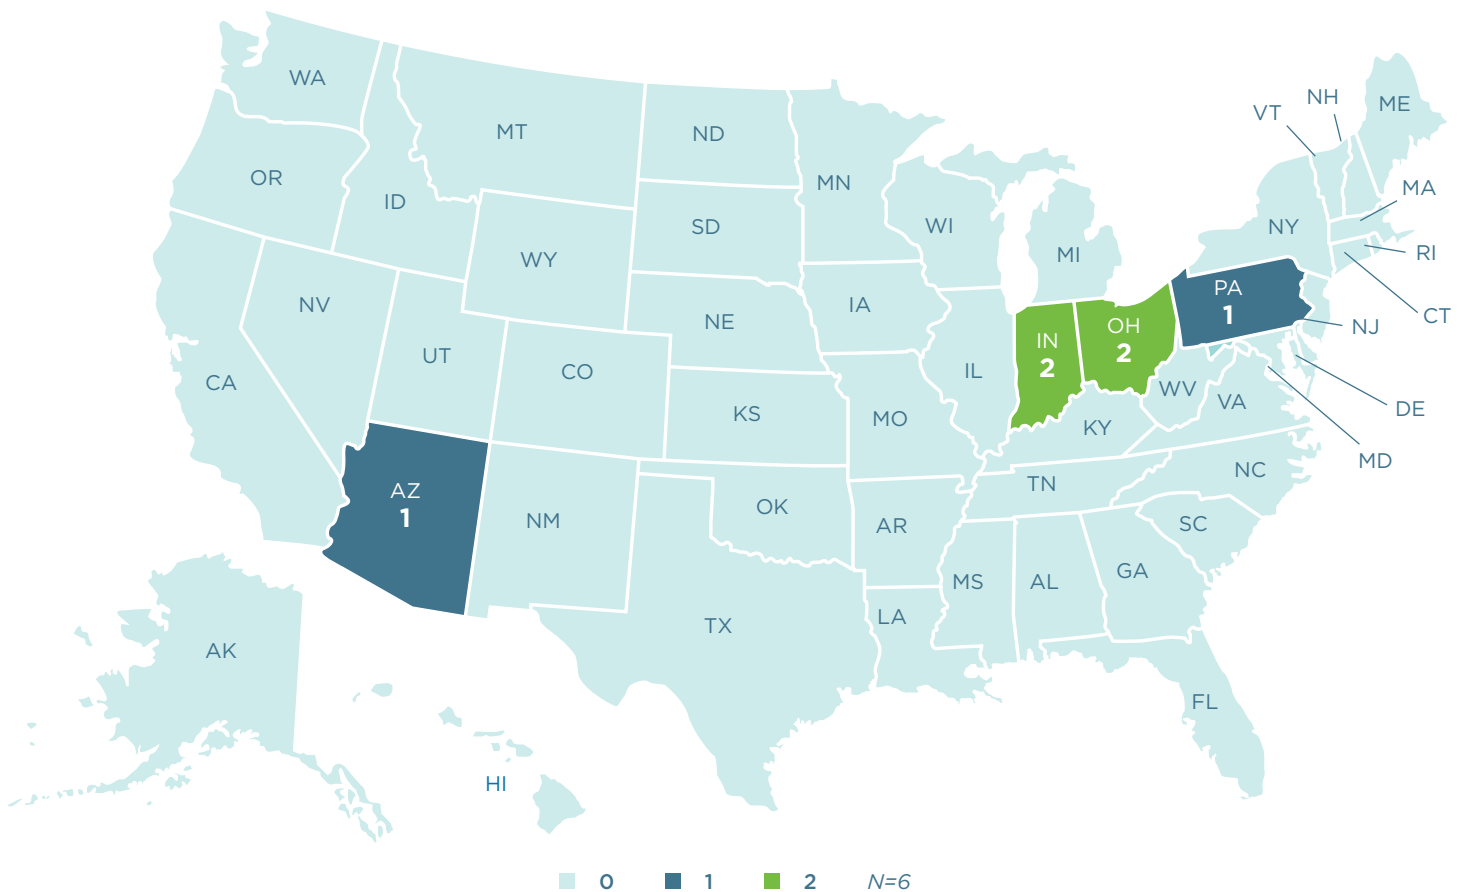 WA
MT
ND
MN
OR
ID
SD
WI
MI
NY
VT
NH
ME
MA
RI
CT
NJ
DE
MD
WY
NV
UT
CO
NE
IA
IL
IN
2
OH
2
PA
1
WV
VA
CA
KS
MO
KY
NC
TN
SC
AZ
1
NM
OK
AR
MS
AL
GA
LA
TX
FL
AK
HI
0 1 2 N=6